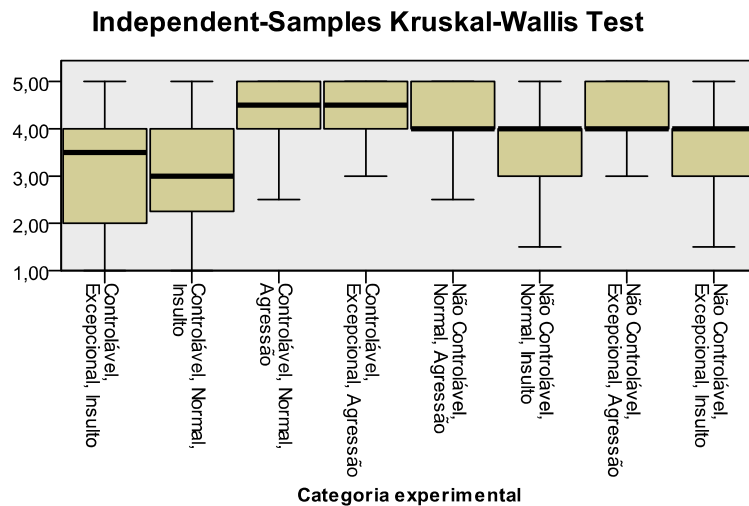 Independent-Samples Kruskal-Wallis Test
5,00
4,00
3,00
2,00
1,00
Controlável,
Excepcional, Insulto
Controlável, Normal,
Insulto
Controlável, Normal,
Agressão
Controlável,
Excepcional, Agressão
Não Controlável,
Normal, Agressão
Não Controlável,
Normal, Insulto
Não Controlável,
Excepcional, Agressão
Não Controlável,
Excepcional, Insulto
Categoria experimental